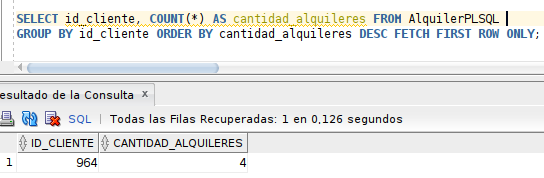 SELECT id_cliente, COUNT(*) AS cantidad_alquileres FROM AlquilerPLSQL
GROUP BY id_cliente ORDER BY cantidad_alquileres DESC FETCH FIRST ROW ONLY;
esultado de la Consulta x
SQL | Todas las Filas Recuperadas: 1 en 0,126 segundos
ID_CLIENTE CANTIDAD_ALQUILERES
1 964 4